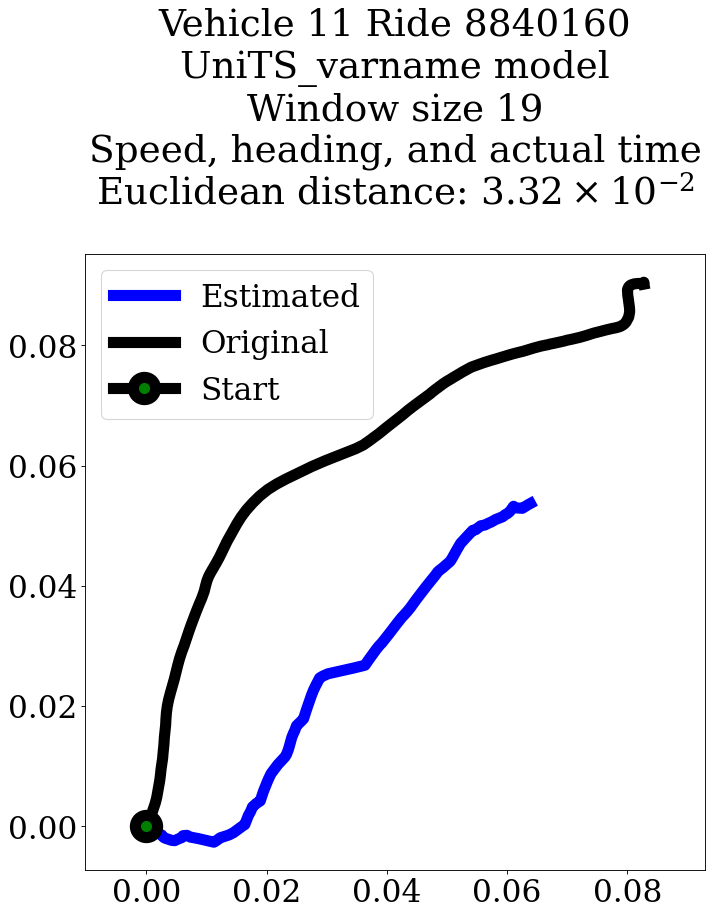 Vehicle 11 Ride 8840160
UniTS_varname model
Window size 19
Speed, heading, and actual time
Euclidean distance: 3.32 × 10⁻²
Estimated
Original
Start
0.08
0.06
0.04
0.02
0.00
0.00 0.02 0.04 0.06 0.08